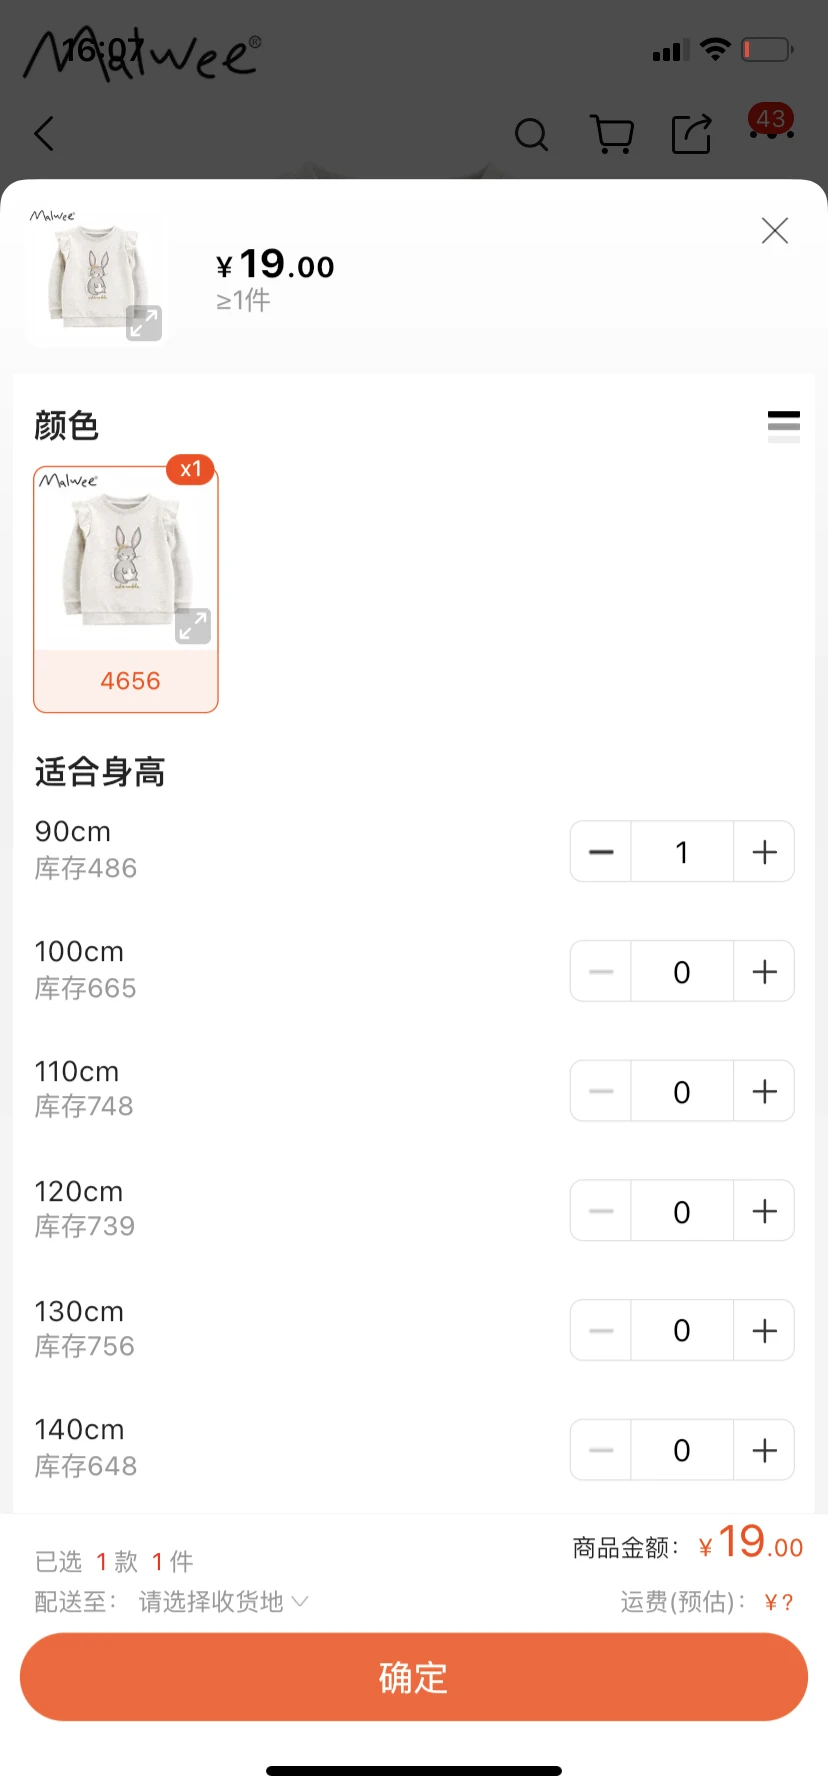 Malwee®
16:07
43
Malwee
¥19.00
≥1件
颜色
x1
Malwee
adorable
4656
适合身高
90cm
库存486
1
100cm
库存665
0
110cm
库存748
0
120cm
库存739
0
130cm
库存756
0
140cm
库存648
0
已选 1 款 1 件
商品金额: ¥19.00
配送至: 请选择收货地
运费(预估): ¥?
确定